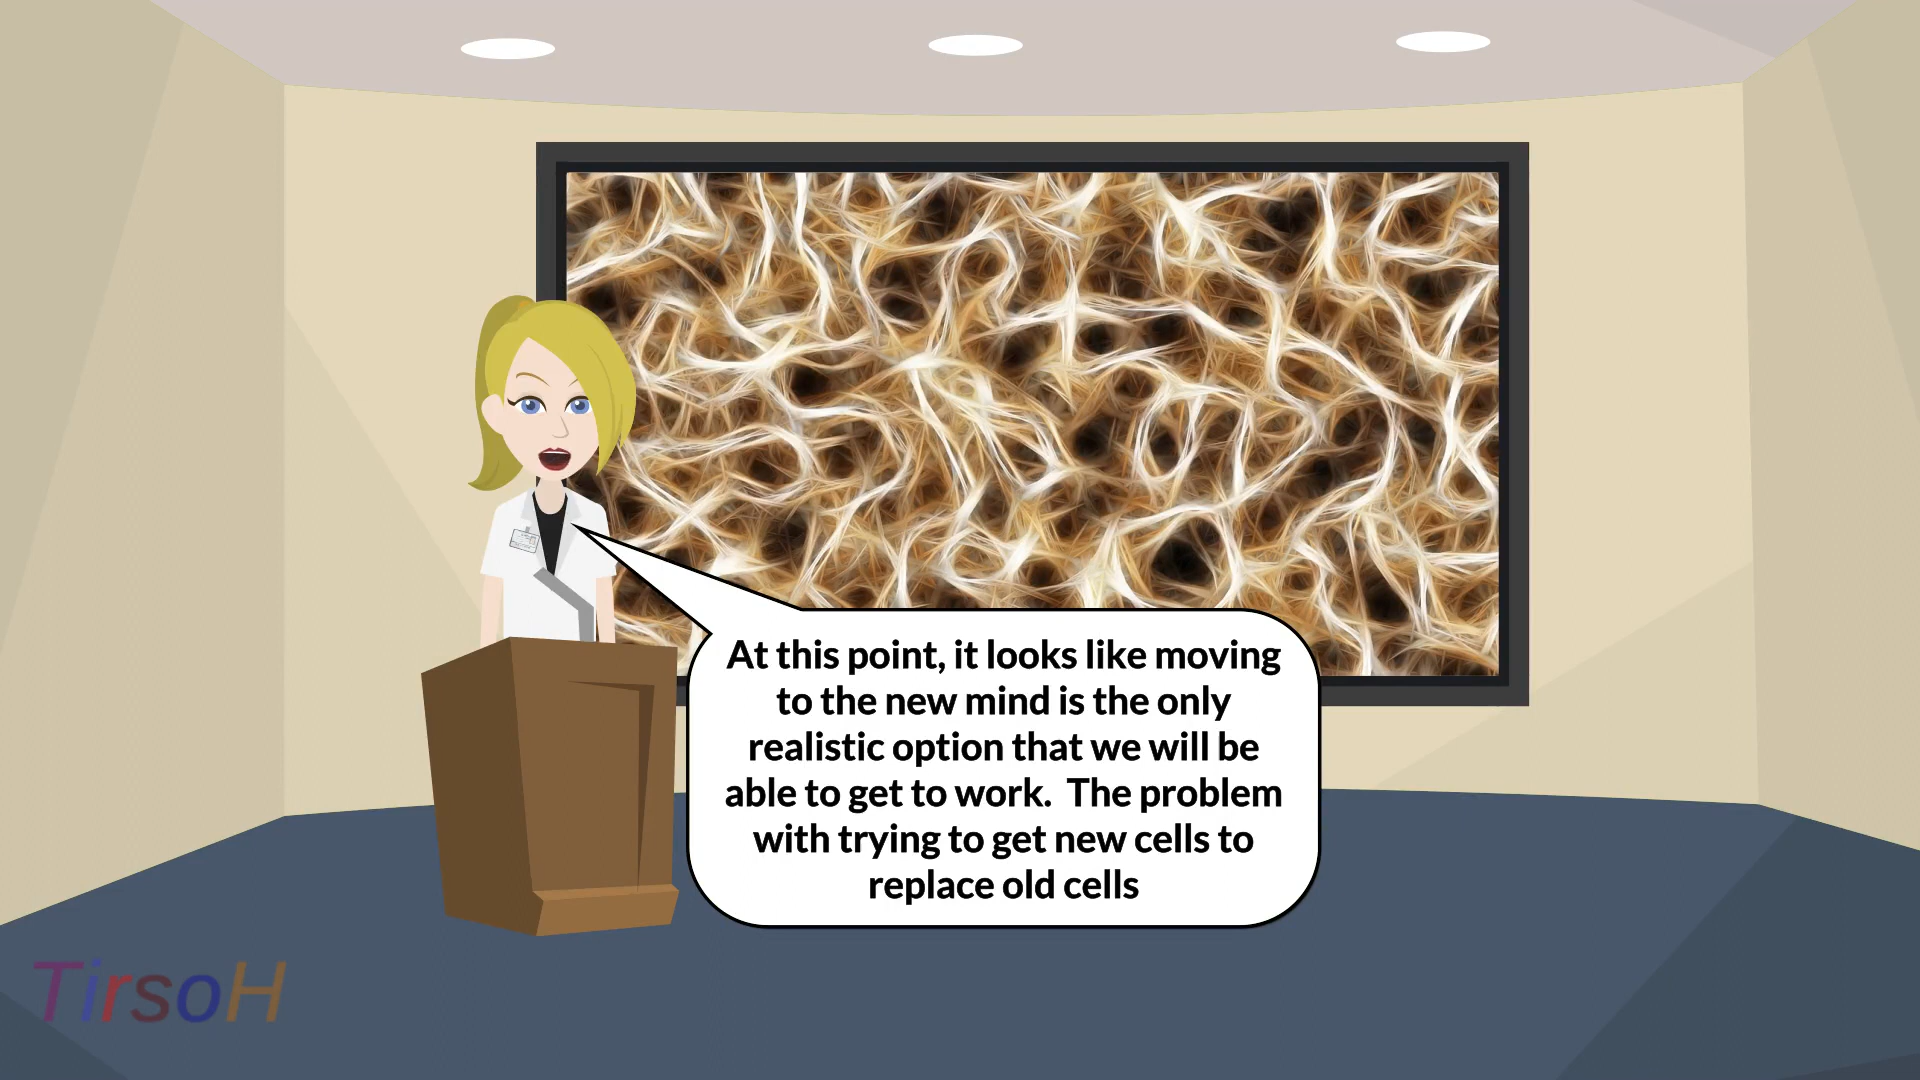 At this point, it looks like moving
to the new mind is the only
realistic option that we will be
able to get to work.  The problem
with trying to get new cells to
replace old cells
TirsoH